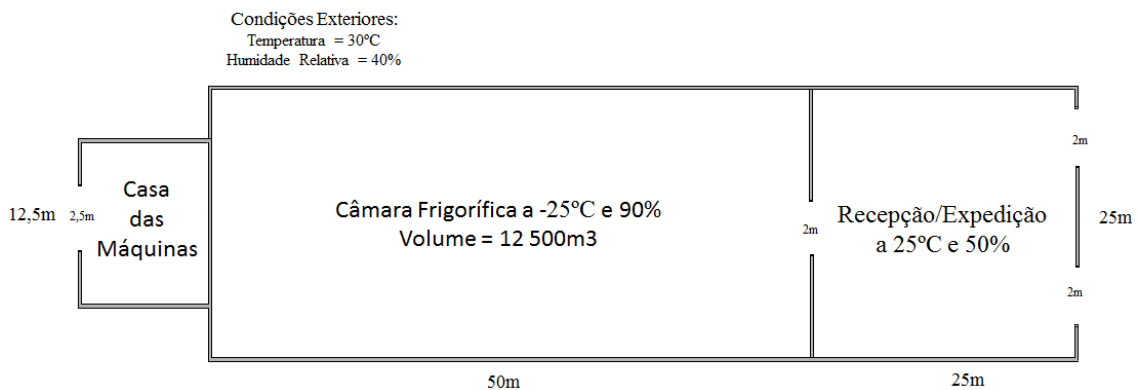 Condições Exteriores:
Temperatura = 30ºC
Humidade Relativa = 40%
2m
Casa
das
Máquinas
12,5m
2,5m
Câmara Frigorífica a -25ºC e 90%
Volume = 12 500m3
2m
Recepção/Expedição
a 25ºC e 50%
25m
2m
50m
25m